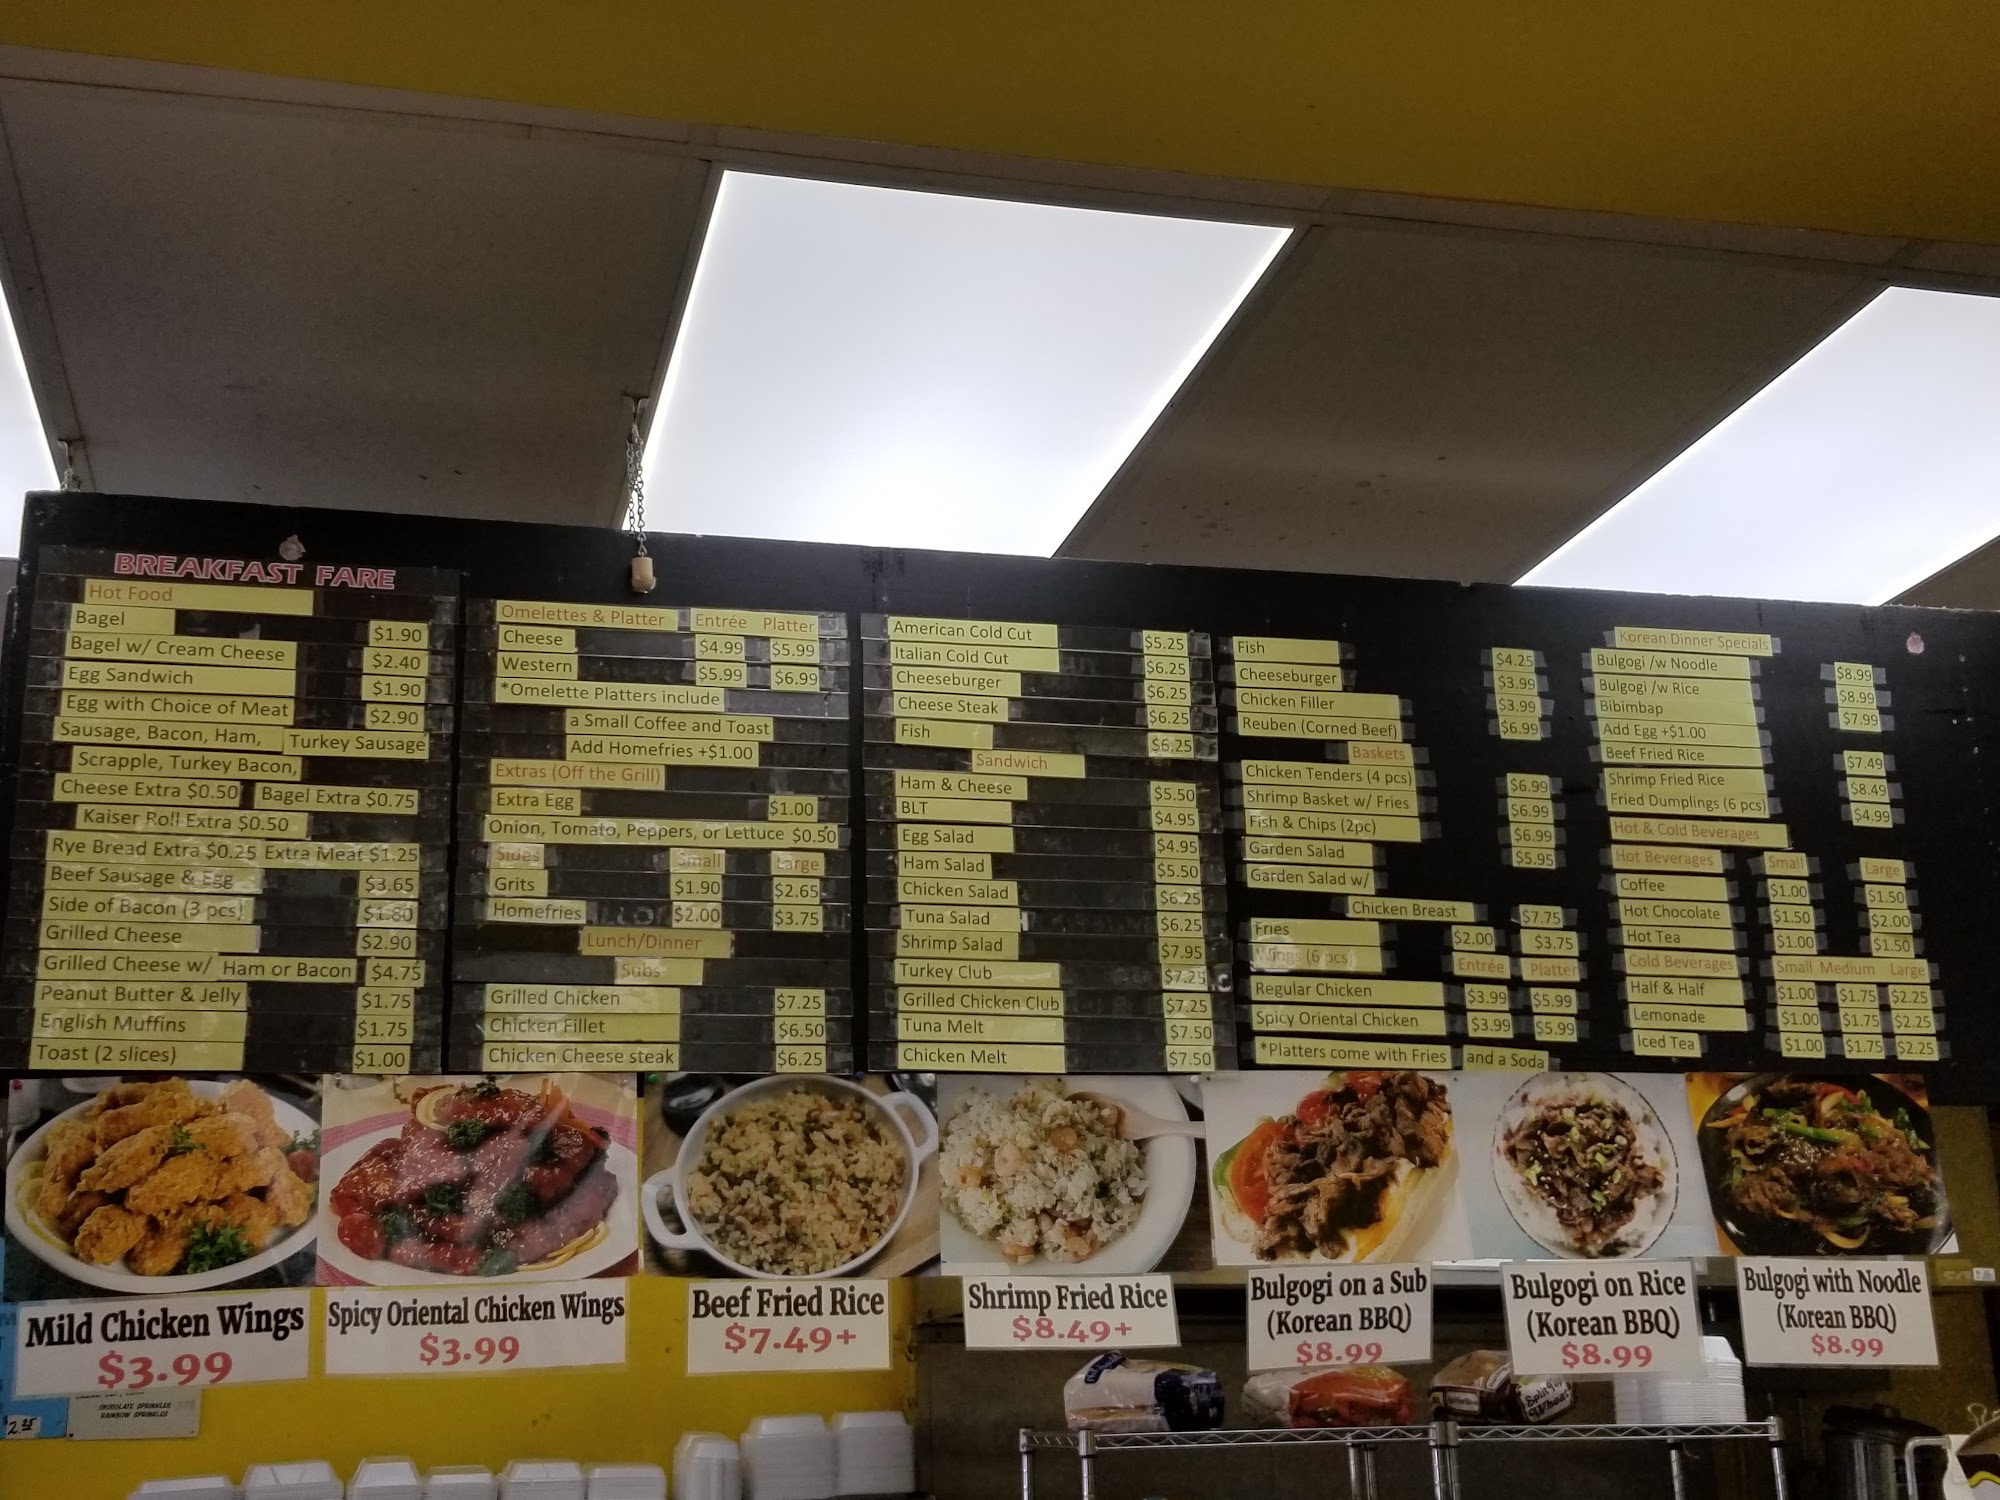 BREAKFAST FARE
Hot Food
Bagel $1.90
Bagel w/ Cream Cheese $2.40
Egg Sandwich $1.90
Egg with Choice of Meat $2.90
Sausage, Bacon, Ham, Turkey Sausage
Scrapple, Turkey Bacon,
Cheese Extra $0.50 Bagel Extra $0.75
Kaiser Roll Extra $0.50
Rye Bread Extra $0.25 Extra Meat $1.25
Beef Sausage & Egg $3.65
Side of Bacon (3 pcs) $1.80
Grilled Cheese $2.90
Grilled Cheese w/ Ham or Bacon $4.75
Peanut Butter & Jelly $1.75
English Muffins $1.75
Toast (2 slices) $1.00
Omelettes & Platter Entrée Platter
Cheese $4.99 $5.99
Western $5.99 $6.99
*Omelette Platters include
a Small Coffee and Toast
Add Homefries +$1.00
Extras (Off the Grill)
Extra Egg $1.00
Onion, Tomato, Peppers, or Lettuce $0.50
Sides Small Large
Grits $1.90 $2.65
Homefries $2.00 $3.75
Lunch/Dinner
Subs
Grilled Chicken $7.25
Chicken Fillet $6.50
Chicken Cheese steak $6.25
American Cold Cut $5.25
Italian Cold Cut $6.25
Cheeseburger $6.25
Cheese Steak $6.25
Fish $6.25
Sandwich
Ham & Cheese $5.50
BLT $4.95
Egg Salad $4.95
Ham Salad $5.50
Chicken Salad $6.25
Tuna Salad $6.25
Shrimp Salad $7.95
Turkey Club $7.25
Grilled Chicken Club $7.25
Tuna Melt $7.50
Chicken Melt $7.50
Fish $4.25
Cheeseburger $3.99
Chicken Filler $3.99
Reuben (Corned Beef) $6.99
Baskets
Chicken Tenders (4 pcs) $6.99
Shrimp Basket w/ Fries $6.99
Fish & Chips (2pc) $6.99
Garden Salad $5.95
Garden Salad w/
Chicken Breast $7.75
Fries $2.00 $3.75
Wings (6 pcs) Entrée Platter
Regular Chicken $3.99 $5.99
Spicy Oriental Chicken $3.99 $5.99
*Platters come with Fries and a Soda
Korean Dinner Specials
Bulgogi /w Noodle $8.99
Bulgogi /w Rice $8.99
Bibimbap $7.99
Add Egg +$1.00
Beef Fried Rice $7.49
Shrimp Fried Rice $8.49
Fried Dumplings (6 pcs) $4.99
Hot & Cold Beverages
Hot Beverages Small Large
Coffee $1.00 $1.50
Hot Chocolate $1.50 $2.00
Hot Tea $1.00 $1.50
Cold Beverages Small Medium Large
Half & Half $1.00 $1.75 $2.25
Lemonade $1.00 $1.75 $2.25
Iced Tea $1.00 $1.75 $2.25
Mild Chicken Wings
$3.99
Spicy Oriental Chicken Wings
$3.99
Beef Fried Rice
$7.49+
Shrimp Fried Rice
$8.49+
Bulgogi on a Sub
(Korean BBQ)
$8.99
Bulgogi on Rice
(Korean BBQ)
$8.99
Bulgogi with Noodle
(Korean BBQ)
$8.99
CHOCOLATE SPRINKLES
RAINBOW SPRINKLES
2.25